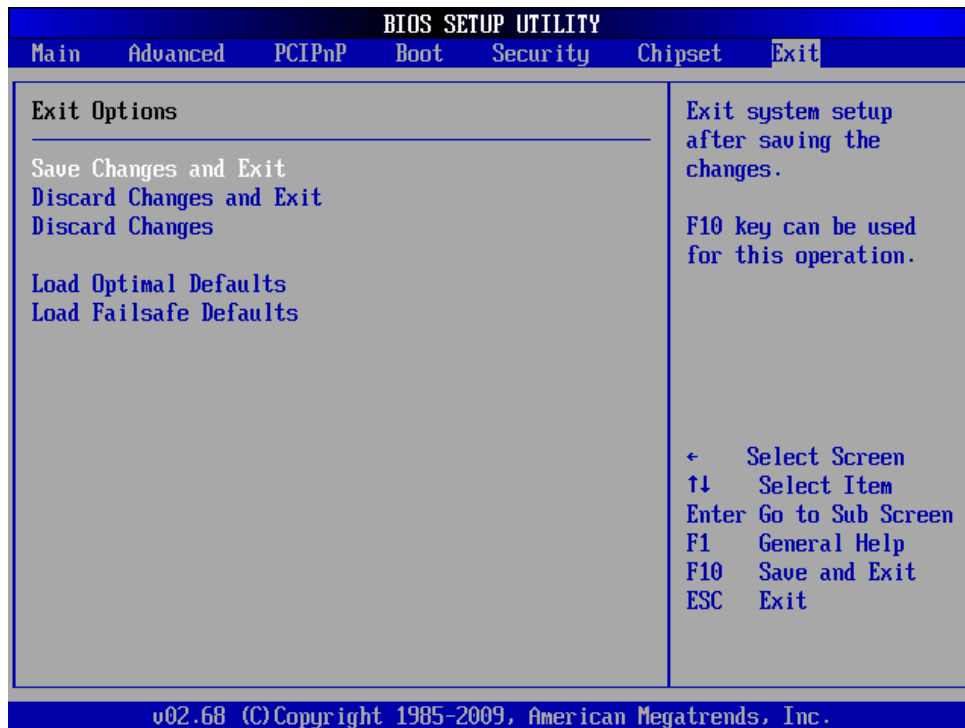 BIOS SETUP UTILITY
Main Advanced PCIPnP Boot Security Chipset Exit
Exit Options
Save Changes and Exit
Discard Changes and Exit
Discard Changes
Load Optimal Defaults
Load Failsafe Defaults
Exit system setup
after saving the
changes.
F10 key can be used
for this operation.
← Select Screen
↑↓ Select Item
Enter Go to Sub Screen
F1 General Help
F10 Save and Exit
ESC Exit
v02.68 (C)Copyright 1985-2009, American Megatrends, Inc.